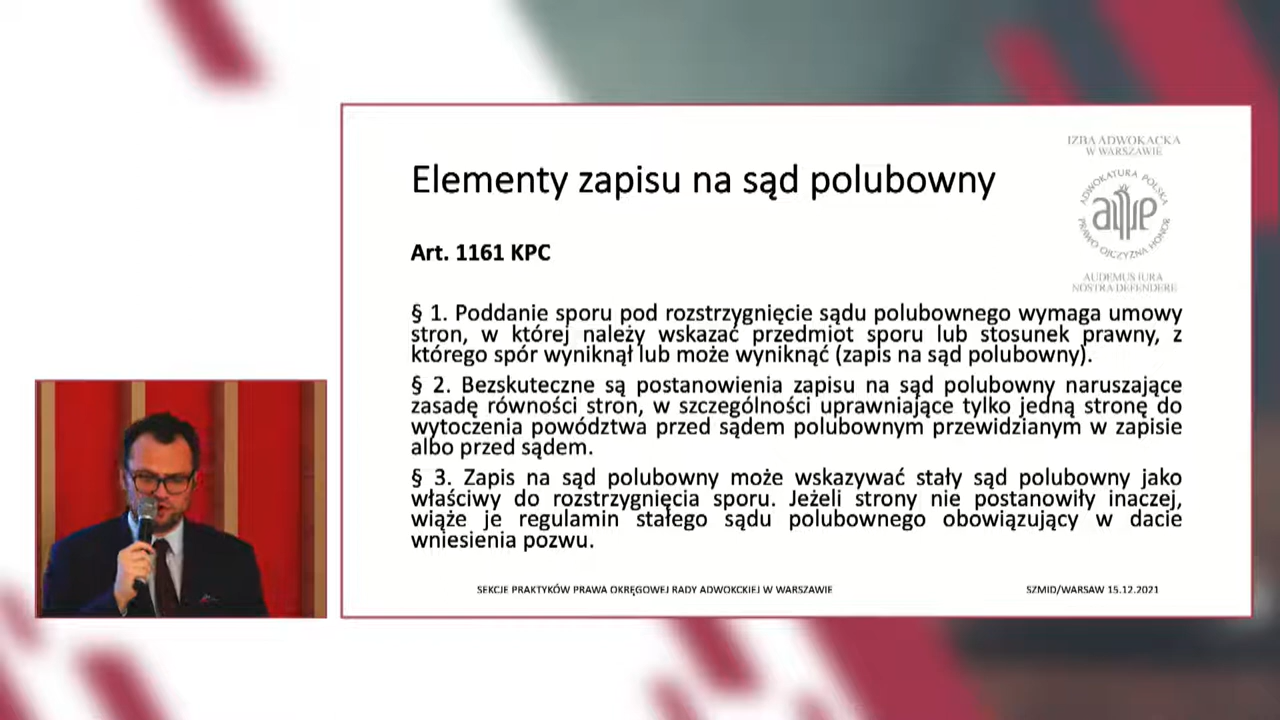 IZBA ADWOKACKA
W WARSZAWIE
Elementy zapisu na sąd polubowny
ADWOKATURA POLSKA
PRAWO OJCZYZNA HONOR
Art. 1161 KPC
AUDEMUS IURA
NOSTRA DEFENDERE
§ 1. Poddanie sporu pod rozstrzygnięcie sądu polubownego wymaga umowy
stron, w której należy wskazać przedmiot sporu lub stosunek prawny, z
którego spór wyniknął lub może wyniknąć (zapis na sąd polubowny).
§ 2. Bezskuteczne są postanowienia zapisu na sąd polubowny naruszające
zasadę równości stron, w szczególności uprawniające tylko jedną stronę do
wytoczenia powództwa przed sądem polubownym przewidzianym w zapisie
albo przed sądem.
§ 3. Zapis na sąd polubowny może wskazywać stały sąd polubowny jako
właściwy do rozstrzygnięcia sporu. Jeżeli strony nie postanowiły inaczej,
wiąże je regulamin stałego sądu polubownego obowiązujący w dacie
wniesienia pozwu.
SEKCJE PRAKTYKÓW PRAWA OKRĘGOWEJ RADY ADWOKCKIEJ W WARSZAWIE
SZMID/WARSAW 15.12.2021